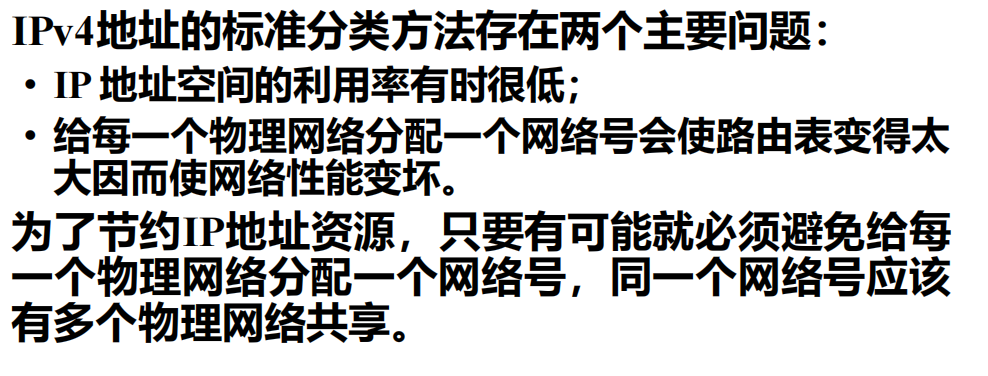 IPv4地址的标准分类方法存在两个主要问题：
• IP 地址空间的利用率有时很低；
• 给每一个物理网络分配一个网络号会使路由表变得太
大因而使网络性能变坏。
为了节约IP地址资源，只要有可能就必须避免给每
一个物理网络分配一个网络号，同一个网络号应该
有多个物理网络共享。